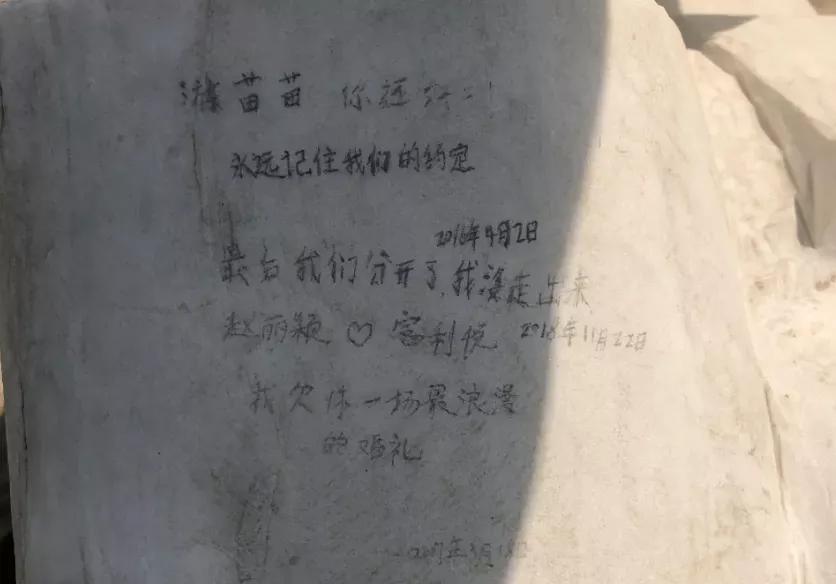 苗苗 你还好
永远记住我们的约定
2016年9月2日
最后我们分开了,我没走出来
赵丽颖 ♡ 富利悦 2018年11月22日
我欠你一场最浪漫
的婚礼